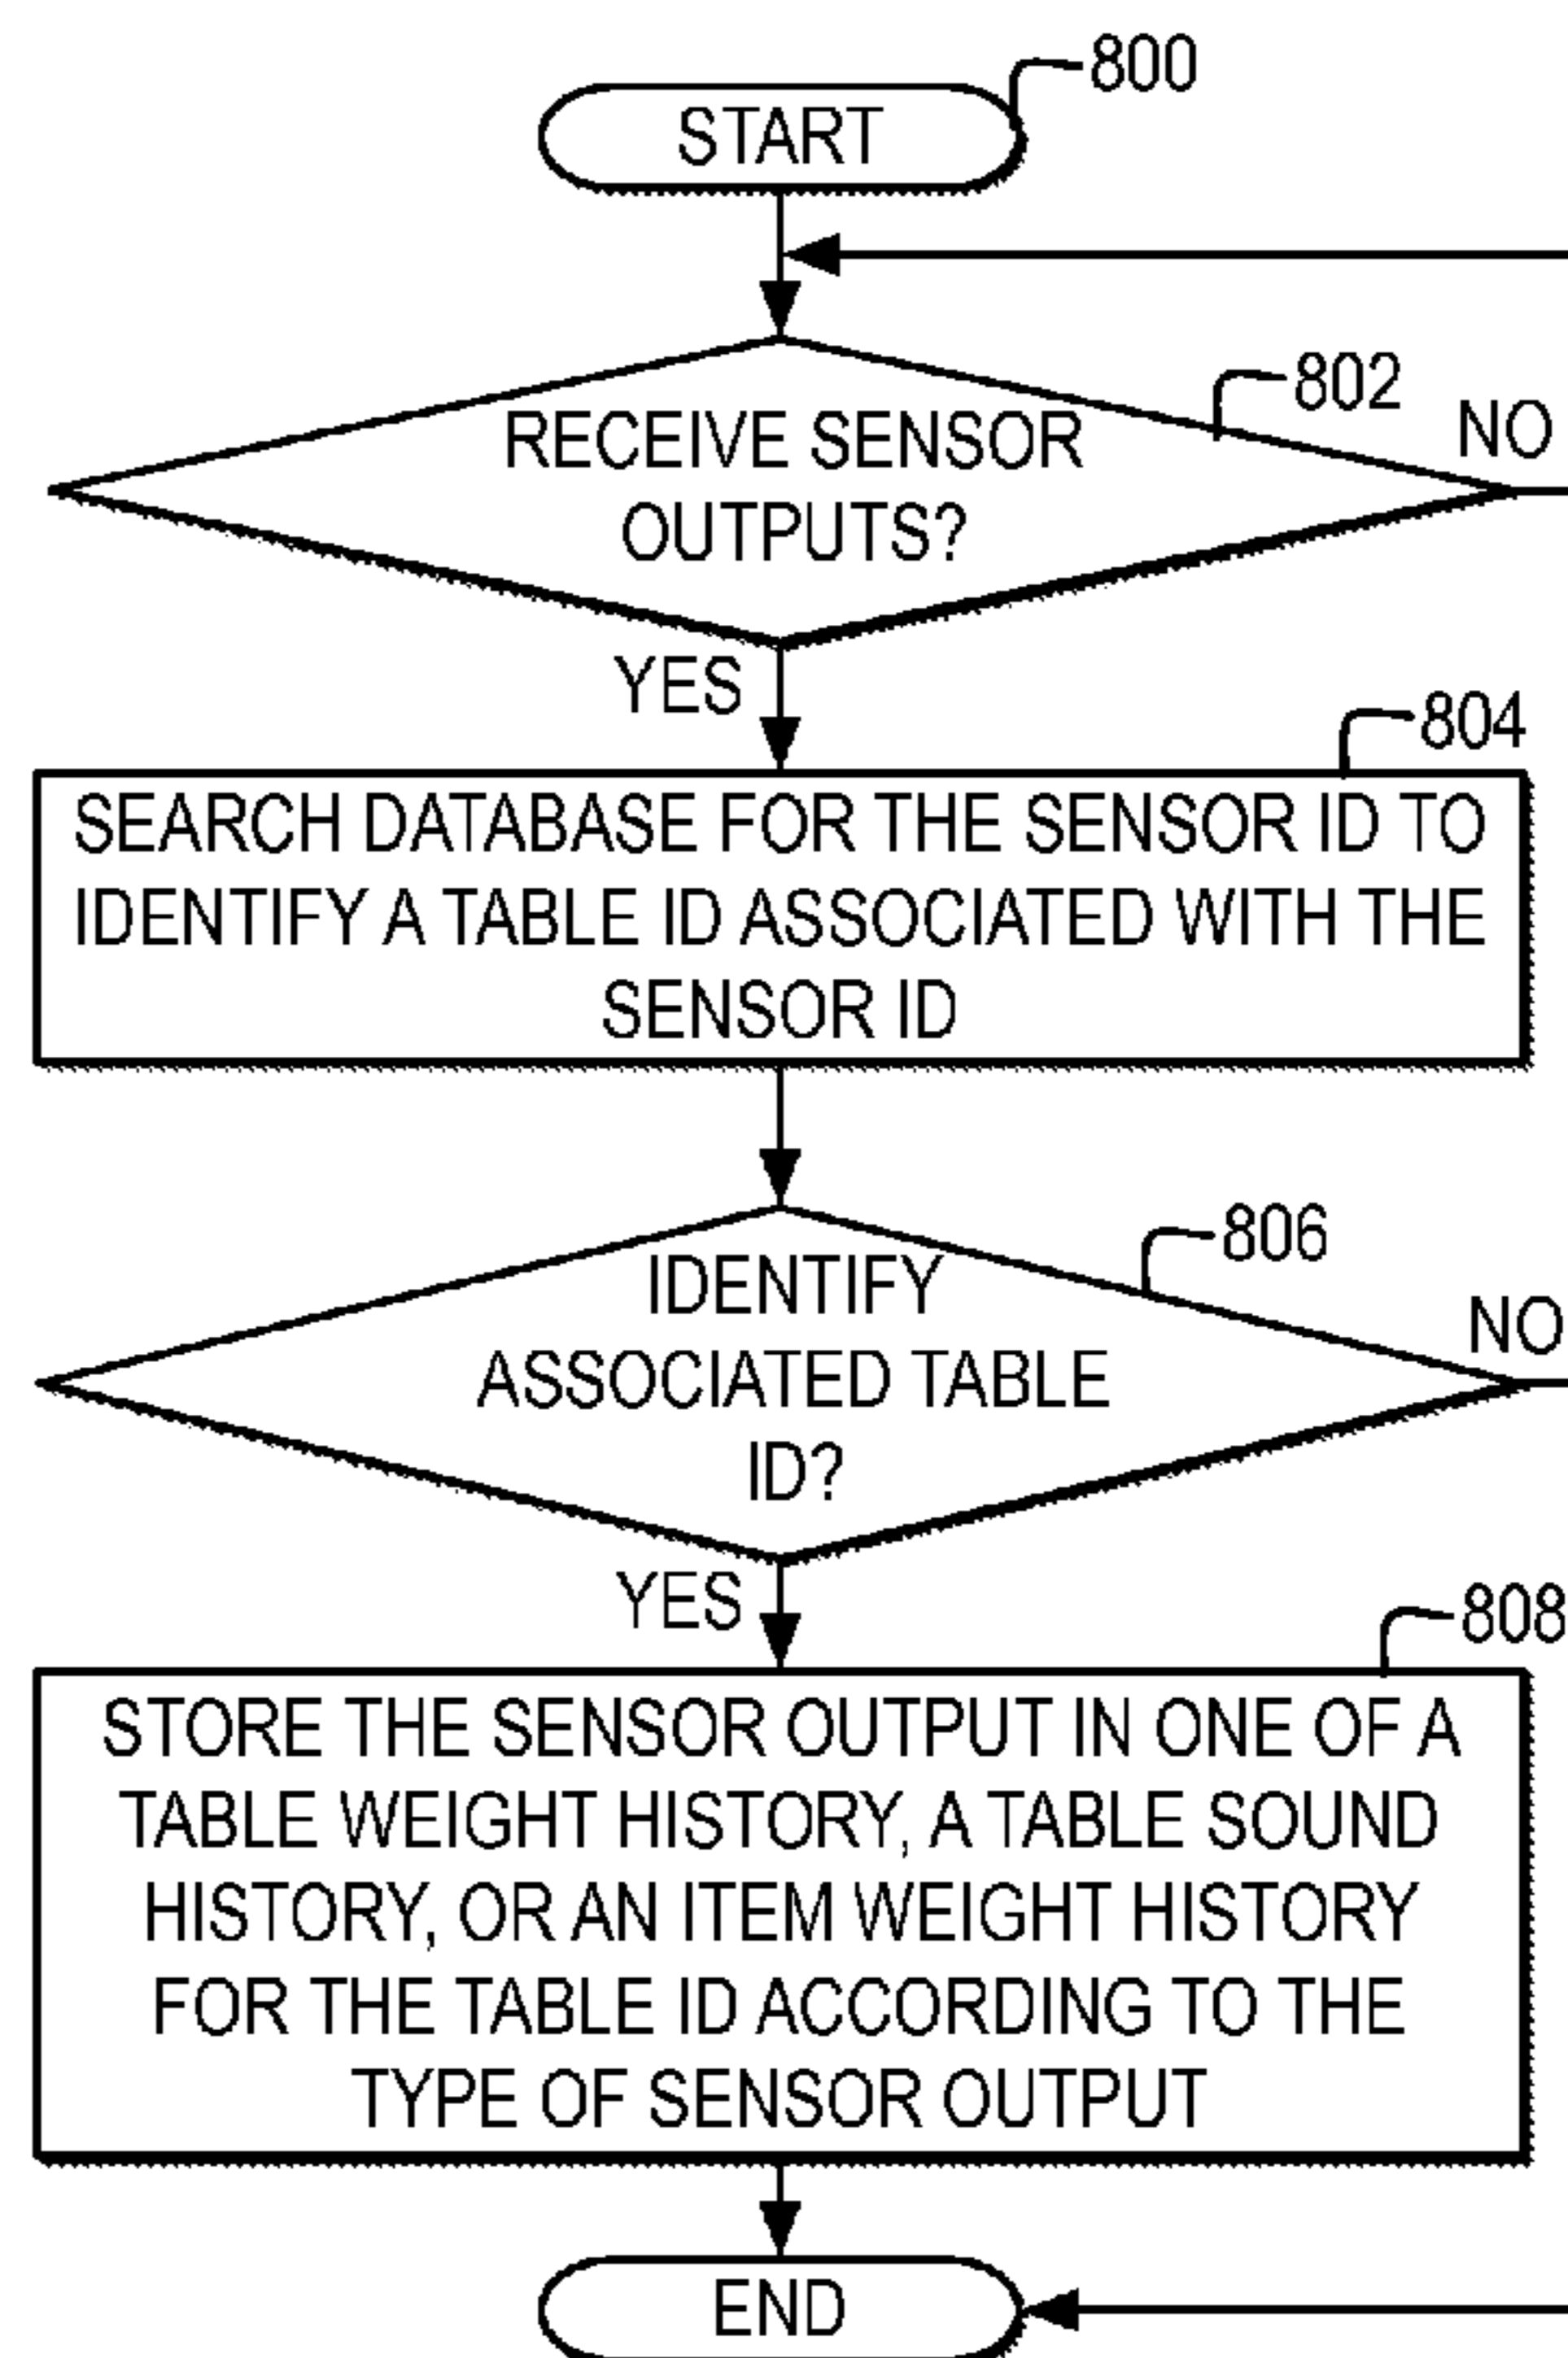 800
START
802
NO
RECEIVE SENSOR
OUTPUTS?
YES
804
SEARCH DATABASE FOR THE SENSOR ID TO
IDENTIFY A TABLE ID ASSOCIATED WITH THE
SENSOR ID
806
IDENTIFY
NO
ASSOCIATED TABLE
ID?
YES
808
STORE THE SENSOR OUTPUT IN ONE OF A
TABLE WEIGHT HISTORY, A TABLE SOUND
HISTORY, OR AN ITEM WEIGHT HISTORY
FOR THE TABLE ID ACCORDING TO THE
TYPE OF SENSOR OUTPUT
END